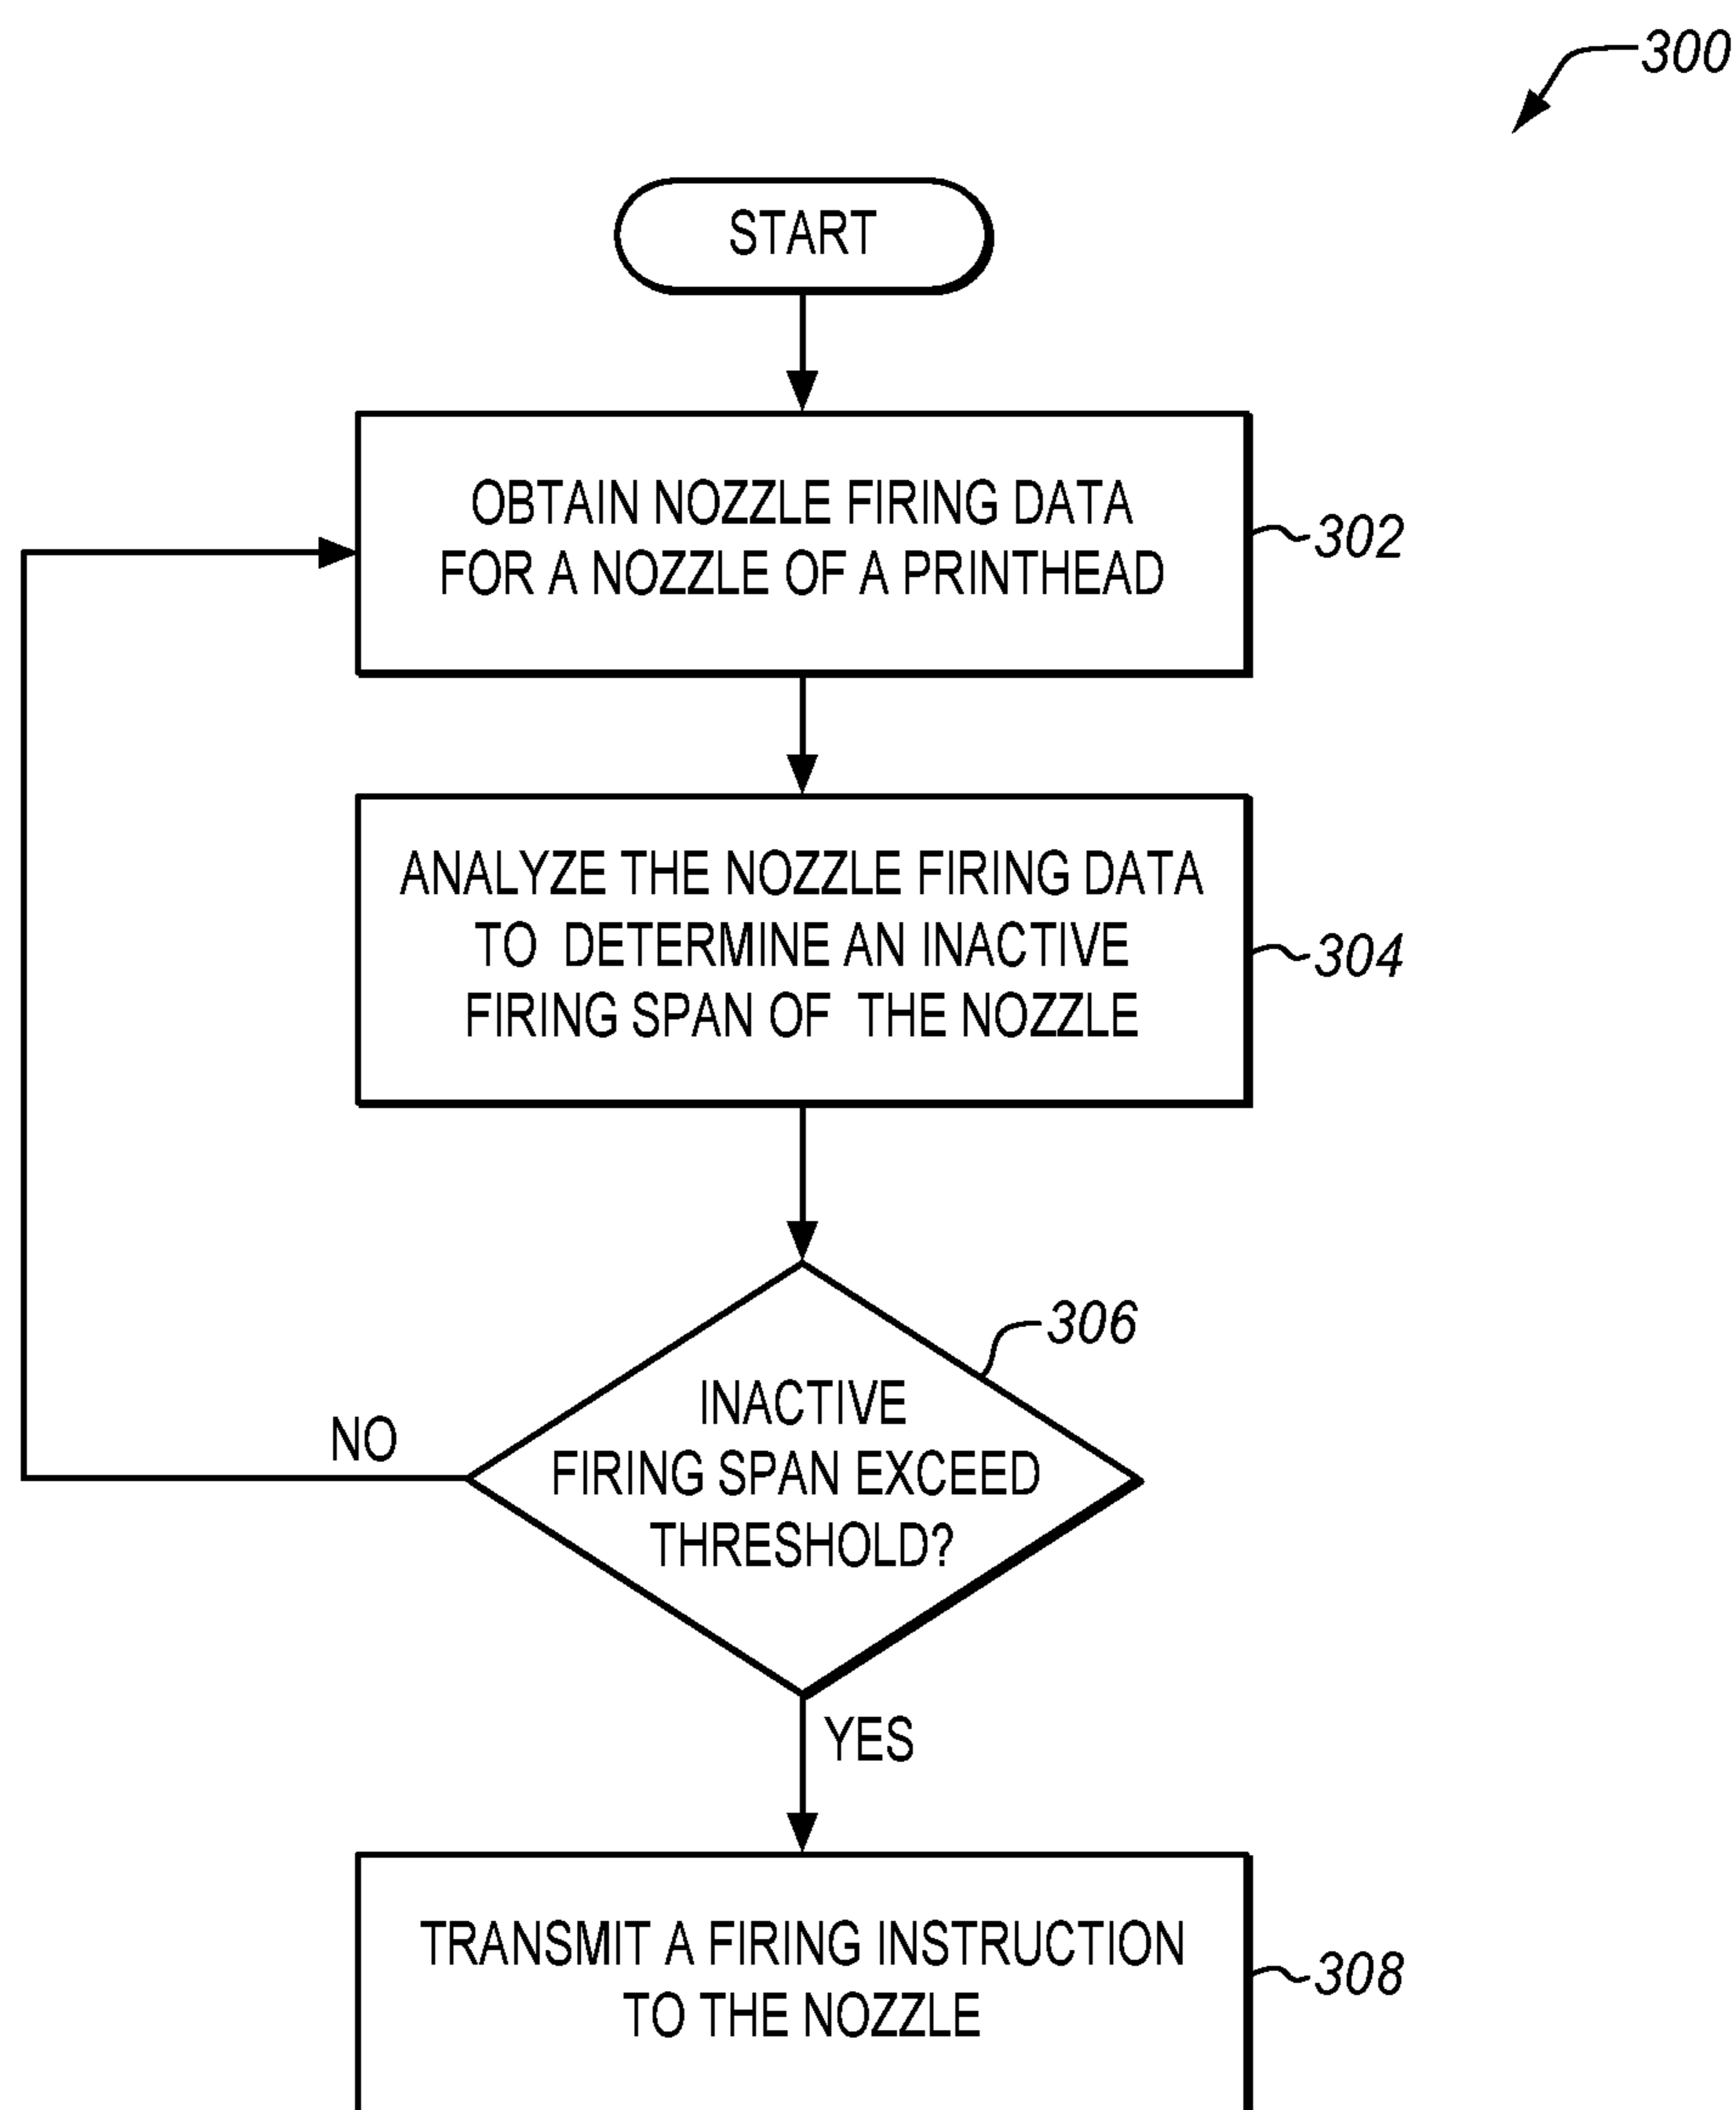 300
START
OBTAIN NOZZLE FIRING DATA
FOR A NOZZLE OF A PRINTHEAD
302
ANALYZE THE NOZZLE FIRING DATA
TO DETERMINE AN INACTIVE
FIRING SPAN OF THE NOZZLE
304
306
INACTIVE
FIRING SPAN EXCEED
THRESHOLD?
NO
YES
TRANSMIT A FIRING INSTRUCTION
TO THE NOZZLE
308